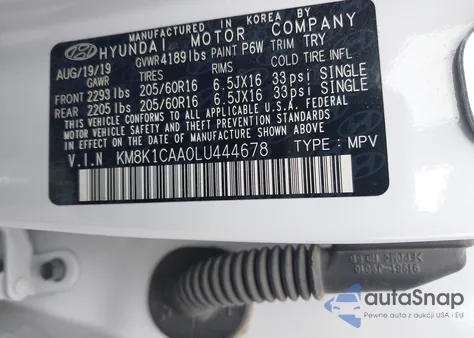 MANUFACTURED IN KOREA BY
HYUNDAI MOTOR COMPANY
AUG/19/19 GVWR 4189 lbs PAINT P6W TRIM TRY
GAWR TIRES RIMS COLD TIRE INFL.
FRONT 2293 lbs 205/60R16 6.5JX16 33psi SINGLE
REAR 2205 lbs 205/60R16 6.5JX16 33psi SINGLE
THIS VEHICLE CONFORMS TO ALL APPLICABLE U.S.A. FEDERAL
MOTOR VEHICLE SAFETY, BUMPER, AND THEFT PREVENTION STANDARDS
IN EFFECT ON THE DATE OF MANUFACTURE SHOWN ABOVE.
V.I.N KM8K1CAA0LU444678 TYPE : MPV
autaSnap
Pewne auta z aukcji USA i EU